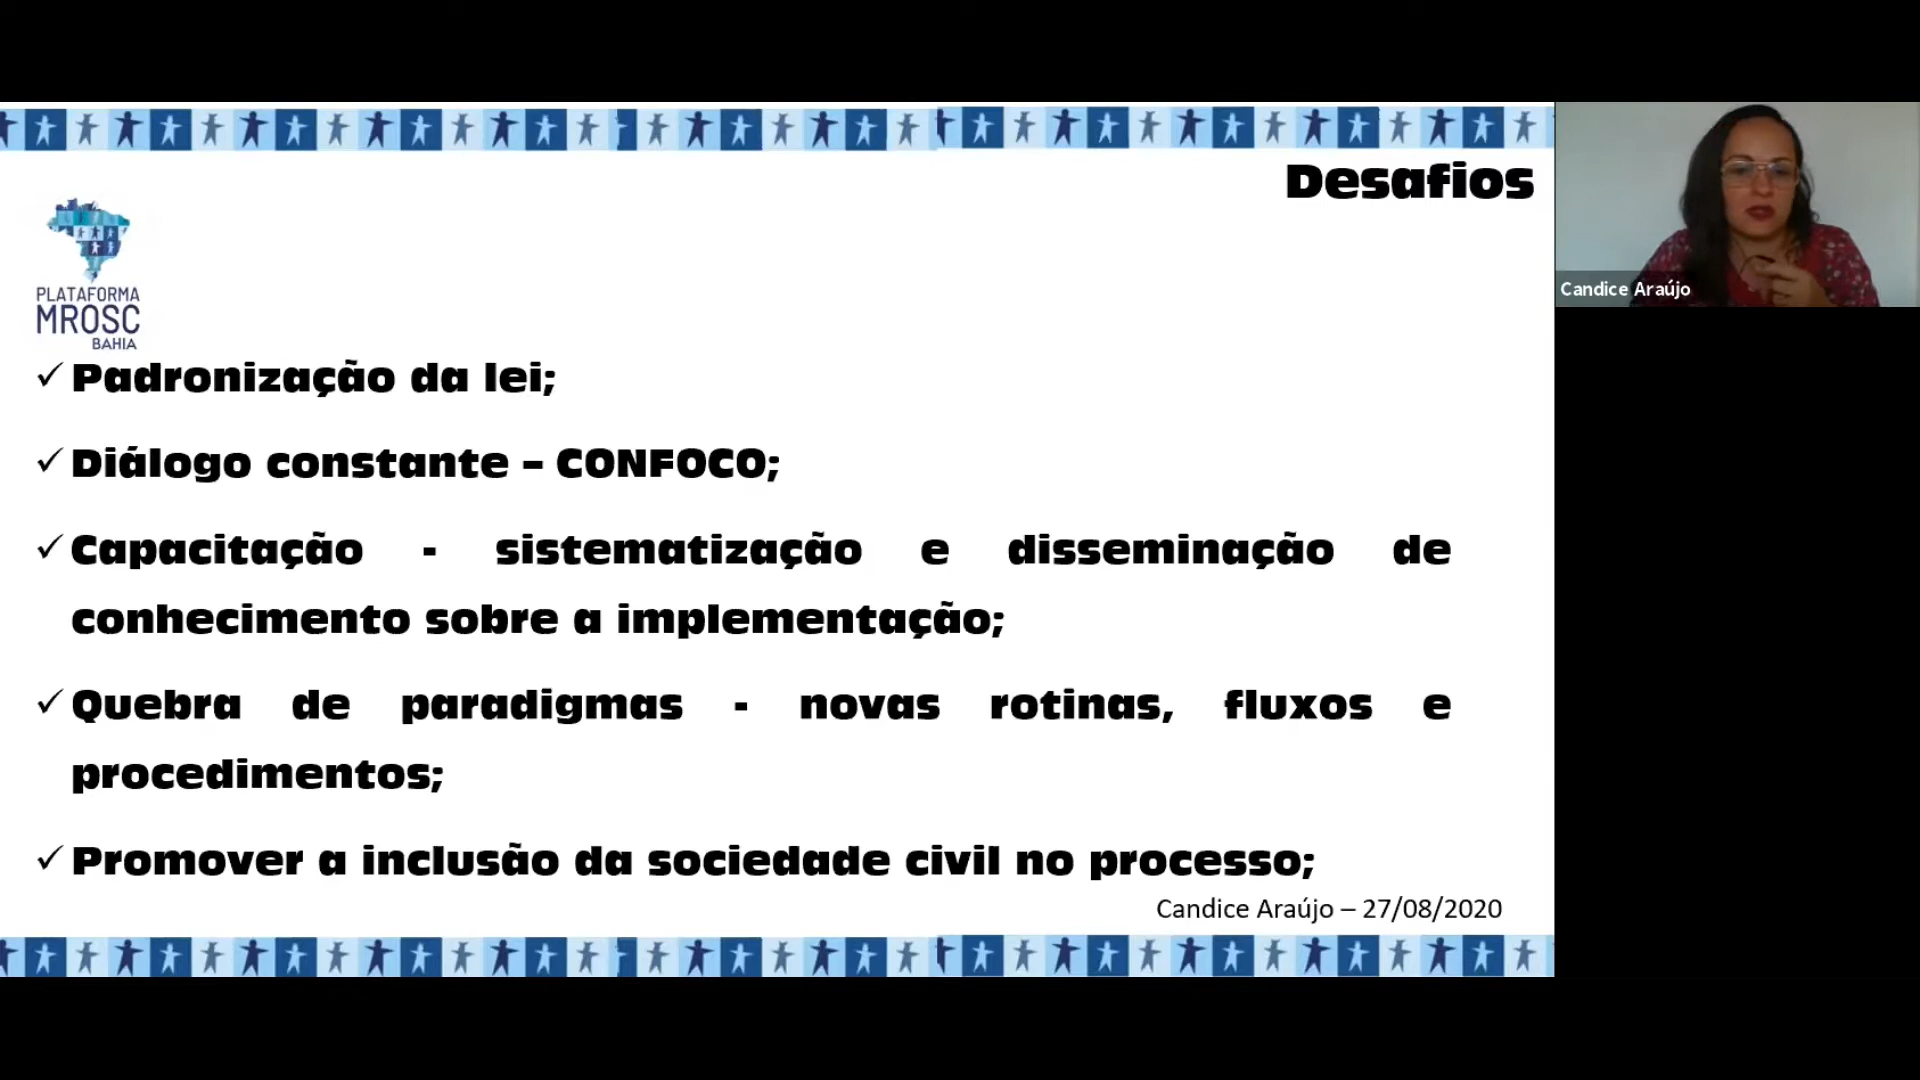 Desafios
PLATAFORMA
MROSC
BAHIA
✓ Padronização da lei;
✓ Diálogo constante – CONFOCO;
✓ Capacitação - sistematização e disseminação de
conhecimento sobre a implementação;
✓ Quebra de paradigmas - novas rotinas, fluxos e
procedimentos;
✓ Promover a inclusão da sociedade civil no processo;
Candice Araújo – 27/08/2020
Candice Araújo